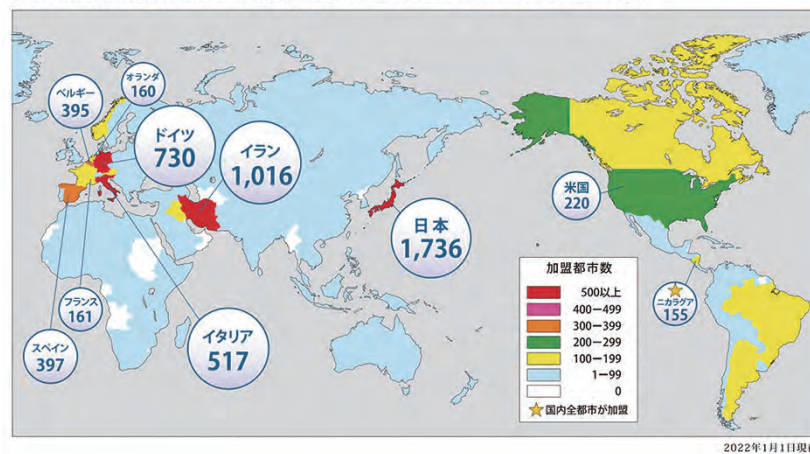 オランダ
160
ベルギー
395
ドイツ
730
イラン
1,016
日本
1,736
米国
220
フランス
161
スペイン
397
イタリア
517
ニカラグア
155
加盟都市数
500以上
400−499
300−399
200−299
100−199
1−99
0
国内全都市が加盟
2022年1月1日現